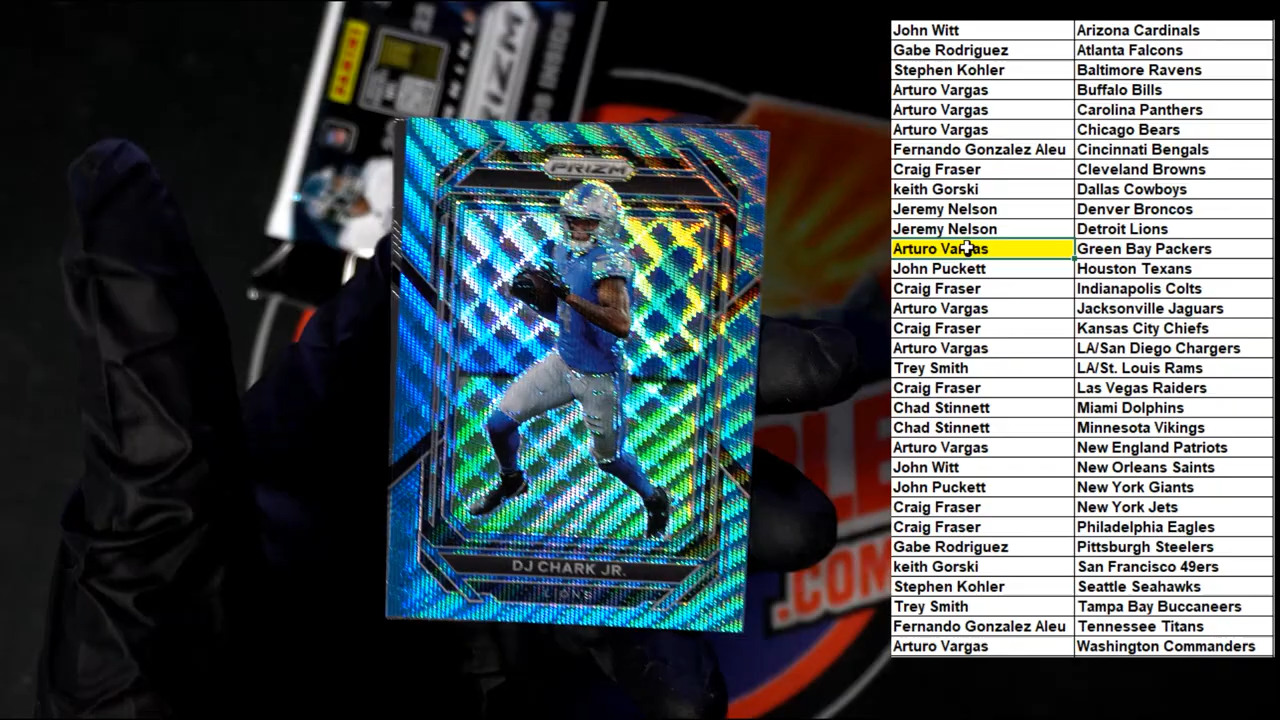 PANINI
PRIZM
PRIZM
DJ CHARK JR.
LIONS
.COM
John Witt Arizona Cardinals
Gabe Rodriguez Atlanta Falcons
Stephen Kohler Baltimore Ravens
Arturo Vargas Buffalo Bills
Arturo Vargas Carolina Panthers
Arturo Vargas Chicago Bears
Fernando Gonzalez Aleu Cincinnati Bengals
Craig Fraser Cleveland Browns
keith Gorski Dallas Cowboys
Jeremy Nelson Denver Broncos
Jeremy Nelson Detroit Lions
Arturo Vargas Green Bay Packers
John Puckett Houston Texans
Craig Fraser Indianapolis Colts
Arturo Vargas Jacksonville Jaguars
Craig Fraser Kansas City Chiefs
Arturo Vargas LA/San Diego Chargers
Trey Smith LA/St. Louis Rams
Craig Fraser Las Vegas Raiders
Chad Stinnett Miami Dolphins
Chad Stinnett Minnesota Vikings
Arturo Vargas New England Patriots
John Witt New Orleans Saints
John Puckett New York Giants
Craig Fraser New York Jets
Craig Fraser Philadelphia Eagles
Gabe Rodriguez Pittsburgh Steelers
keith Gorski San Francisco 49ers
Stephen Kohler Seattle Seahawks
Trey Smith Tampa Bay Buccaneers
Fernando Gonzalez Aleu Tennessee Titans
Arturo Vargas Washington Commanders